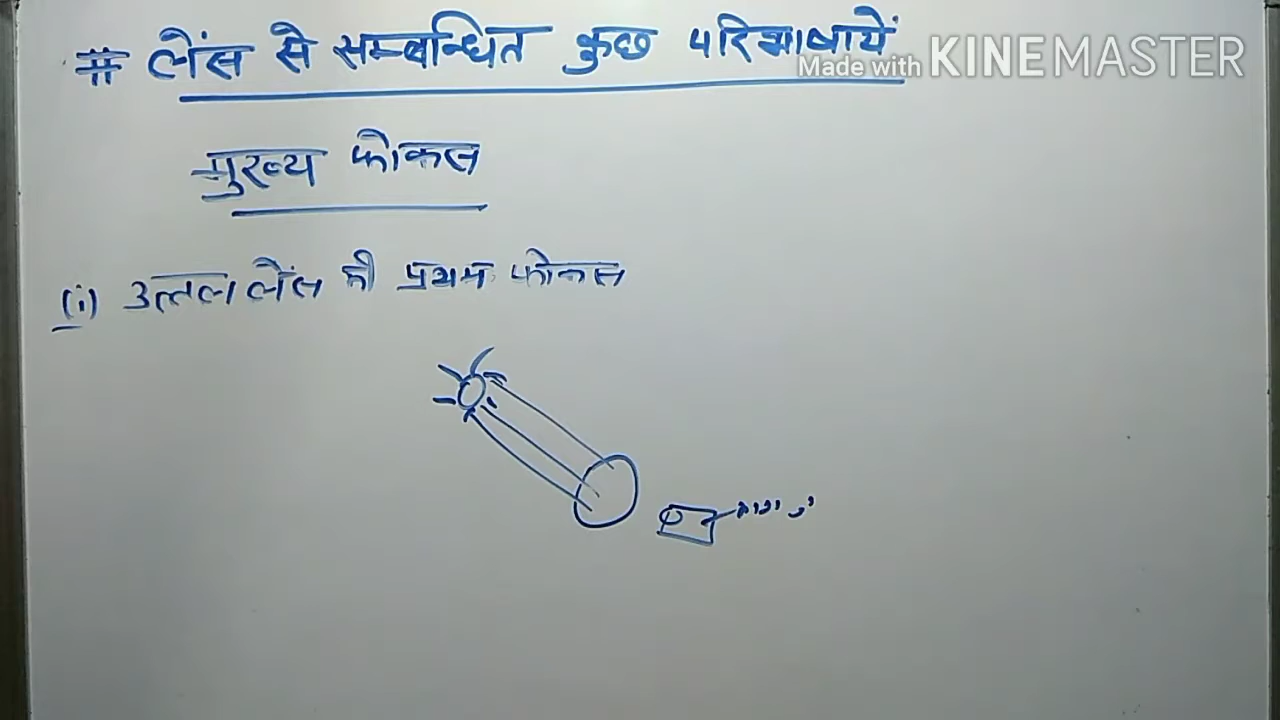 # लेंस से सम्बन्धित कुछ परिभाषायें
Made with KINEMASTER
मुख्य फोकस
(i) उत्तल लेंस की प्रथम फोकस